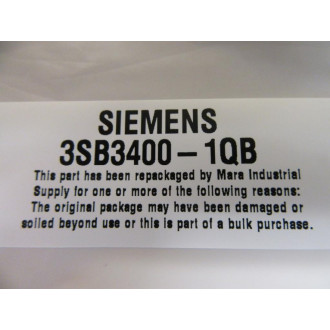 SIEMENS
3SB3400-1QB
This part has been repackaged by Mara Industrial
Supply for one or more of the following reasons:
The original package may have been damaged or
soiled beyond use or this is part of a bulk purchase.